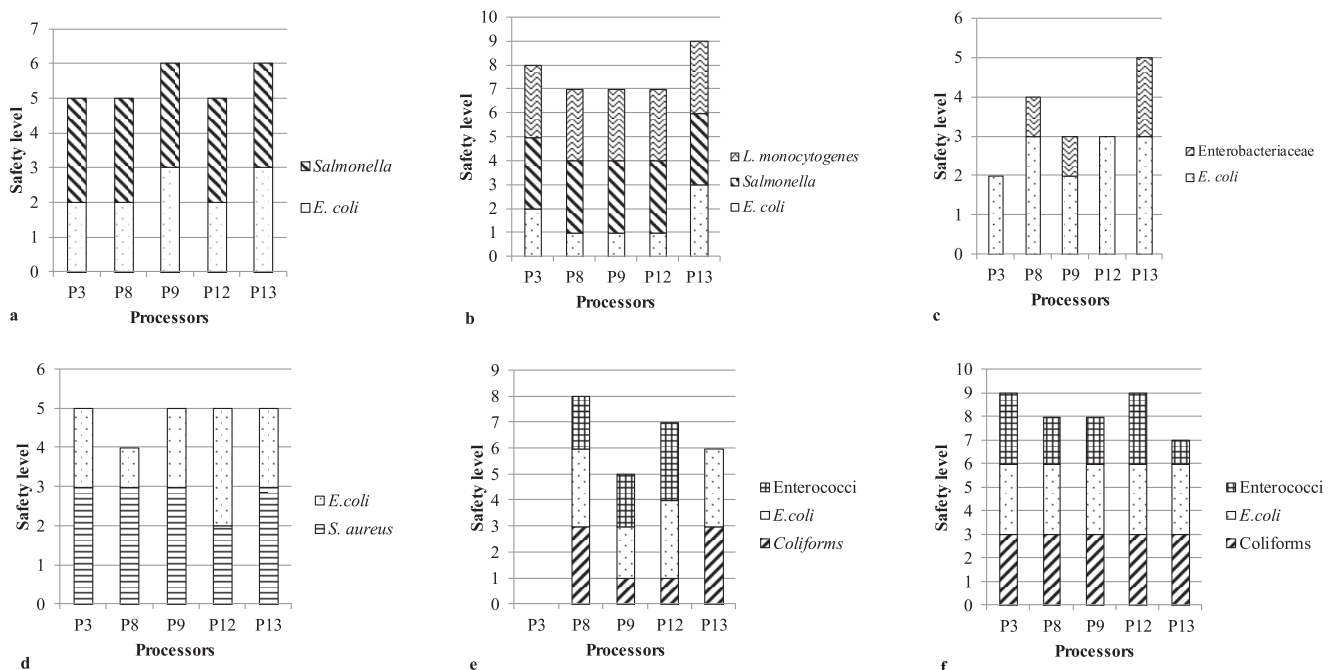 7
6
5
4
3
2
1
0
Safety level
P3 P8 P9 P12 P13
Processors
Salmonella
E. coli
a
10
9
8
7
6
5
4
3
2
1
0
Safety level
P3 P8 P9 P12 P13
Processors
L. monocytogenes
Salmonella
E. coli
b
6
5
4
3
2
1
0
Safety level
P3 P8 P9 P12 P13
Processors
Enterobacteriaceae
E. coli
c
6
5
4
3
2
1
0
Safety level
P3 P8 P9 P12 P13
Processors
E.coli
S. aureus
d
9
8
7
6
5
4
3
2
1
0
Safety level
P3 P8 P9 P12 P13
Processors
Enterococci
E.coli
Coliforms
e
10
9
8
7
6
5
4
3
2
1
0
Safety level
P3 P8 P9 P12 P13
Processors
Enterococci
E.coli
Coliforms
f